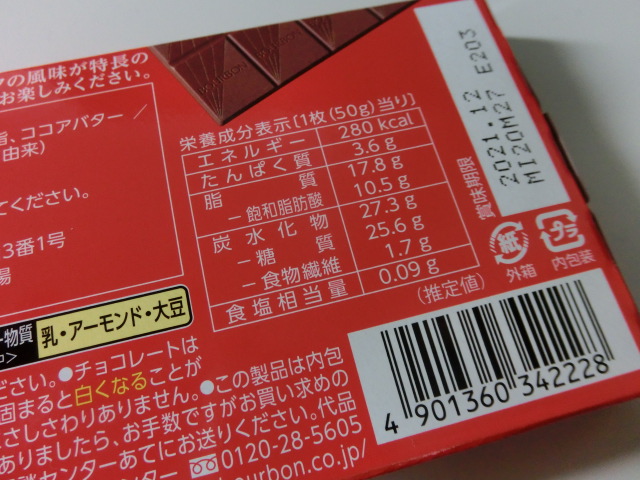 の風味が特長の
お楽しみください。
BOURBON
脂、ココアバター／
由来）
てください。
3番1号
場
物質
乳・アーモンド・大豆
栄養成分表示［1枚（50g）当り］
エネルギー 280 kcal
たんぱく質 3.6 g
脂質 17.8 g
－飽和脂肪酸 10.5 g
炭水化物 27.3 g
－糖質 25.6 g
－食物繊維 1.7 g
食塩相当量 0.09 g
（推定値）
賞味期限
2021.12 E203
MI20M27
紙
外箱
プラ
内包装
ださい。●チョコレートは
固まると白くなることが
さしさわりありません。●この製品は内包
ありましたら、お手数ですがお買い求めの
センターあてにお送りください。代品
0120-28-5605
bourbon.co.jp/
4 901360 342228